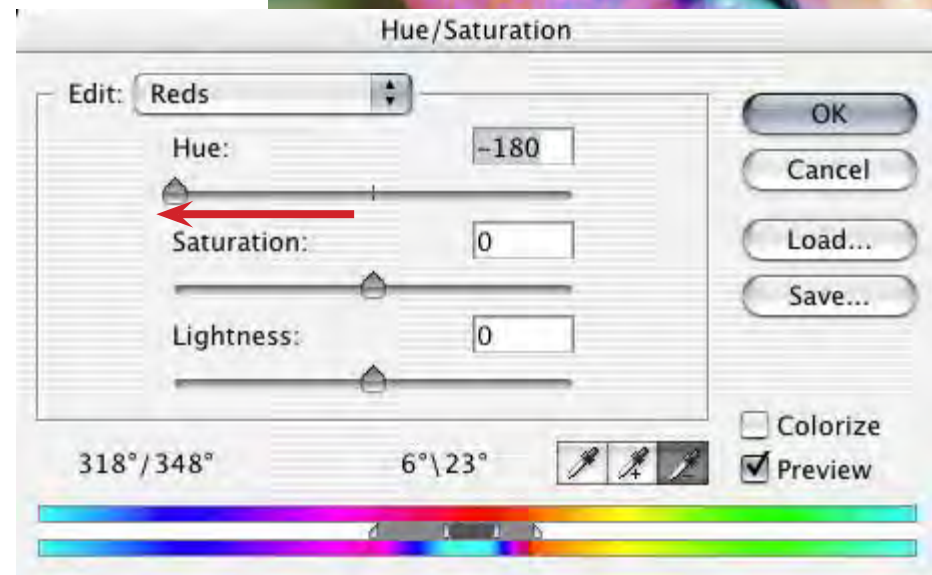 Hue/Saturation
Edit: Reds
OK
Hue: -180
Cancel
Saturation: 0
Load...
Save...
Lightness: 0
Colorize
318°/348° 6°\23°
Preview